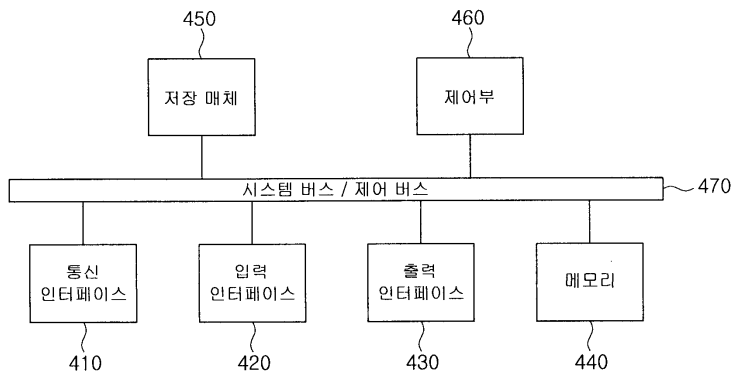 450
460
저장 매체
제어부
시스템 버스 / 제어 버스
470
통신
인터페이스
입력
인터페이스
출력
인터페이스
메모리
410
420
430
440